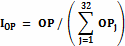 I_OP = OP / ( ∑_{j=1}^{32} OP_j )